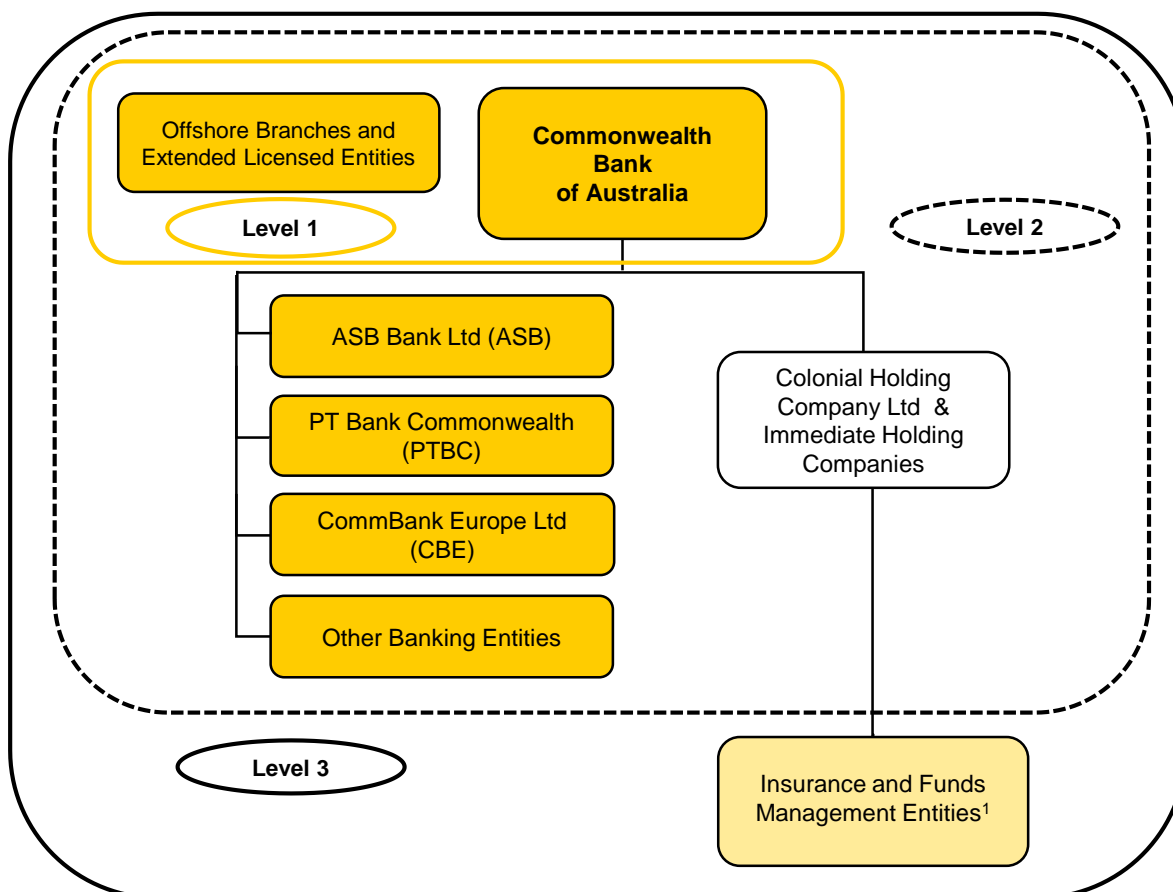 Offshore Branches and
Extended Licensed Entities
Commonwealth
Bank
of Australia
Level 1
Level 2
ASB Bank Ltd (ASB)
PT Bank Commonwealth
(PTBC)
CommBank Europe Ltd
(CBE)
Other Banking Entities
Colonial Holding
Company Ltd &
Immediate Holding
Companies
Level 3
Insurance and Funds
Management Entities¹